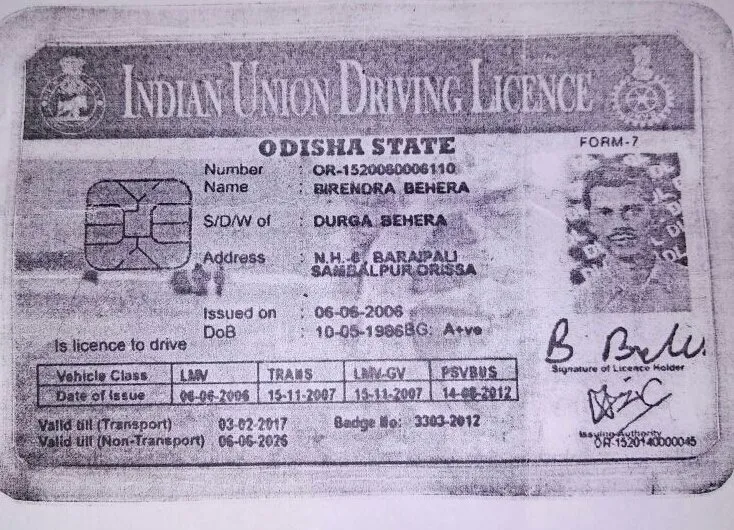 INDIAN UNION DRIVING LICENCE
ODISHA STATE
FORM-7
Number : OR-1520060006110
Name : BIRENDRA BEHERA
S/D/W of : DURGA BEHERA
Address : N.H.-6, BARAIPALI
SAMBALPUR ORISSA
Issued on : 06-06-2006
DoB : 10-05-1986 BG: A+ve
Is licence to drive
Signature of Licence Holder
Vehicle Class LMV TRANS LMV-GV PSVBUS
Date of Issue 06-06-2006 15-11-2007 15-11-2007 14-08-2012
Valid till (Transport) 03-02-2017 Badge No: 3303-2012
Valid till (Non-Transport) 06-06-2026
Issuing Authority
OR-1520140000045